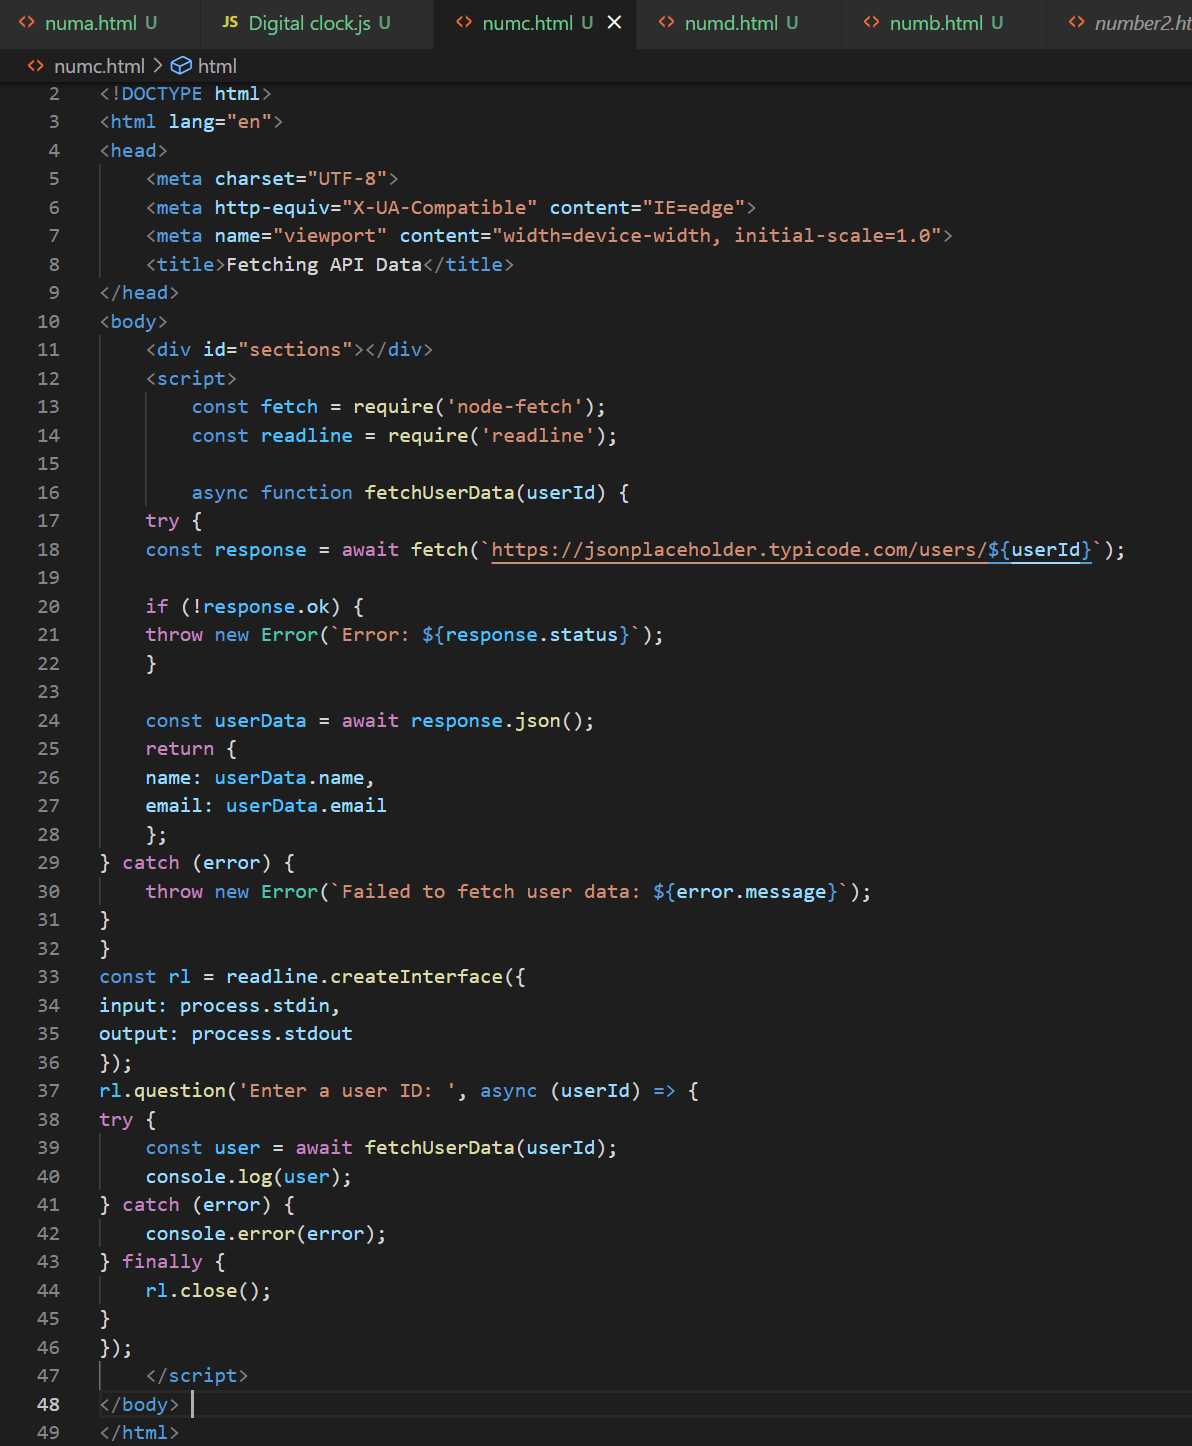 numa.html U JS Digital clock.js U numc.html U numd.html U numb.html U number2.ht
numc.html > html
2 <!DOCTYPE html>
3 <html lang="en">
4 <head>
5 <meta charset="UTF-8">
6 <meta http-equiv="X-UA-Compatible" content="IE=edge">
7 <meta name="viewport" content="width=device-width, initial-scale=1.0">
8 <title>Fetching API Data</title>
9 </head>
10 <body>
11 <div id="sections"></div>
12 <script>
13 const fetch = require('node-fetch');
14 const readline = require('readline');
15
16 async function fetchUserData(userId) {
17 try {
18 const response = await fetch(`https://jsonplaceholder.typicode.com/users/${userId}`);
19
20 if (!response.ok) {
21 throw new Error(`Error: ${response.status}`);
22 }
23
24 const userData = await response.json();
25 return {
26 name: userData.name,
27 email: userData.email
28 };
29 } catch (error) {
30 throw new Error(`Failed to fetch user data: ${error.message}`);
31 }
32 }
33 const rl = readline.createInterface({
34 input: process.stdin,
35 output: process.stdout
36 });
37 rl.question('Enter a user ID: ', async (userId) => {
38 try {
39 const user = await fetchUserData(userId);
40 console.log(user);
41 } catch (error) {
42 console.error(error);
43 } finally {
44 rl.close();
45 }
46 });
47 </script>
48 </body>
49 </html>